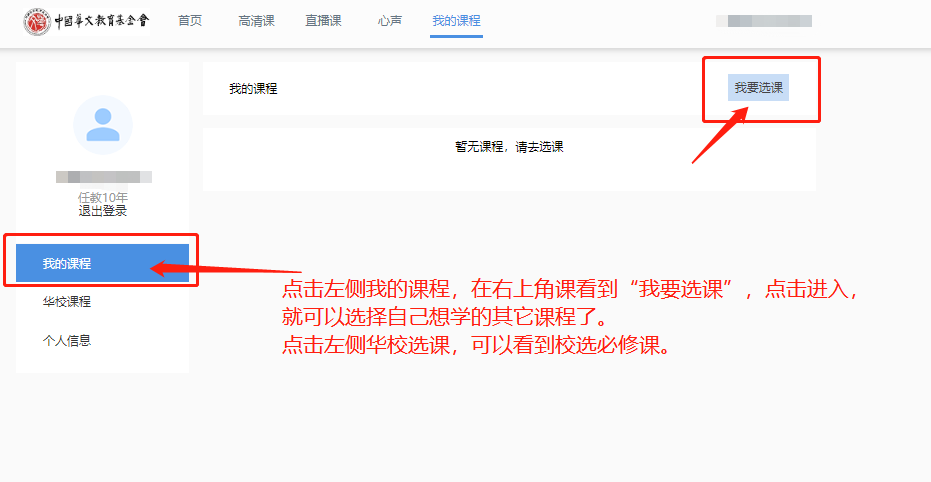 中國華文教育基金會
首页 高清课 直播课 心声 我的课程
我的课程
我要选课
暂无课程，请去选课
任教10年
退出登录
我的课程
华校课程
个人信息
点击左侧我的课程，在右上角课看到“我要选课”，点击进入，
就可以选择自己想学的其它课程了。
点击左侧华校选课，可以看到校选必修课。